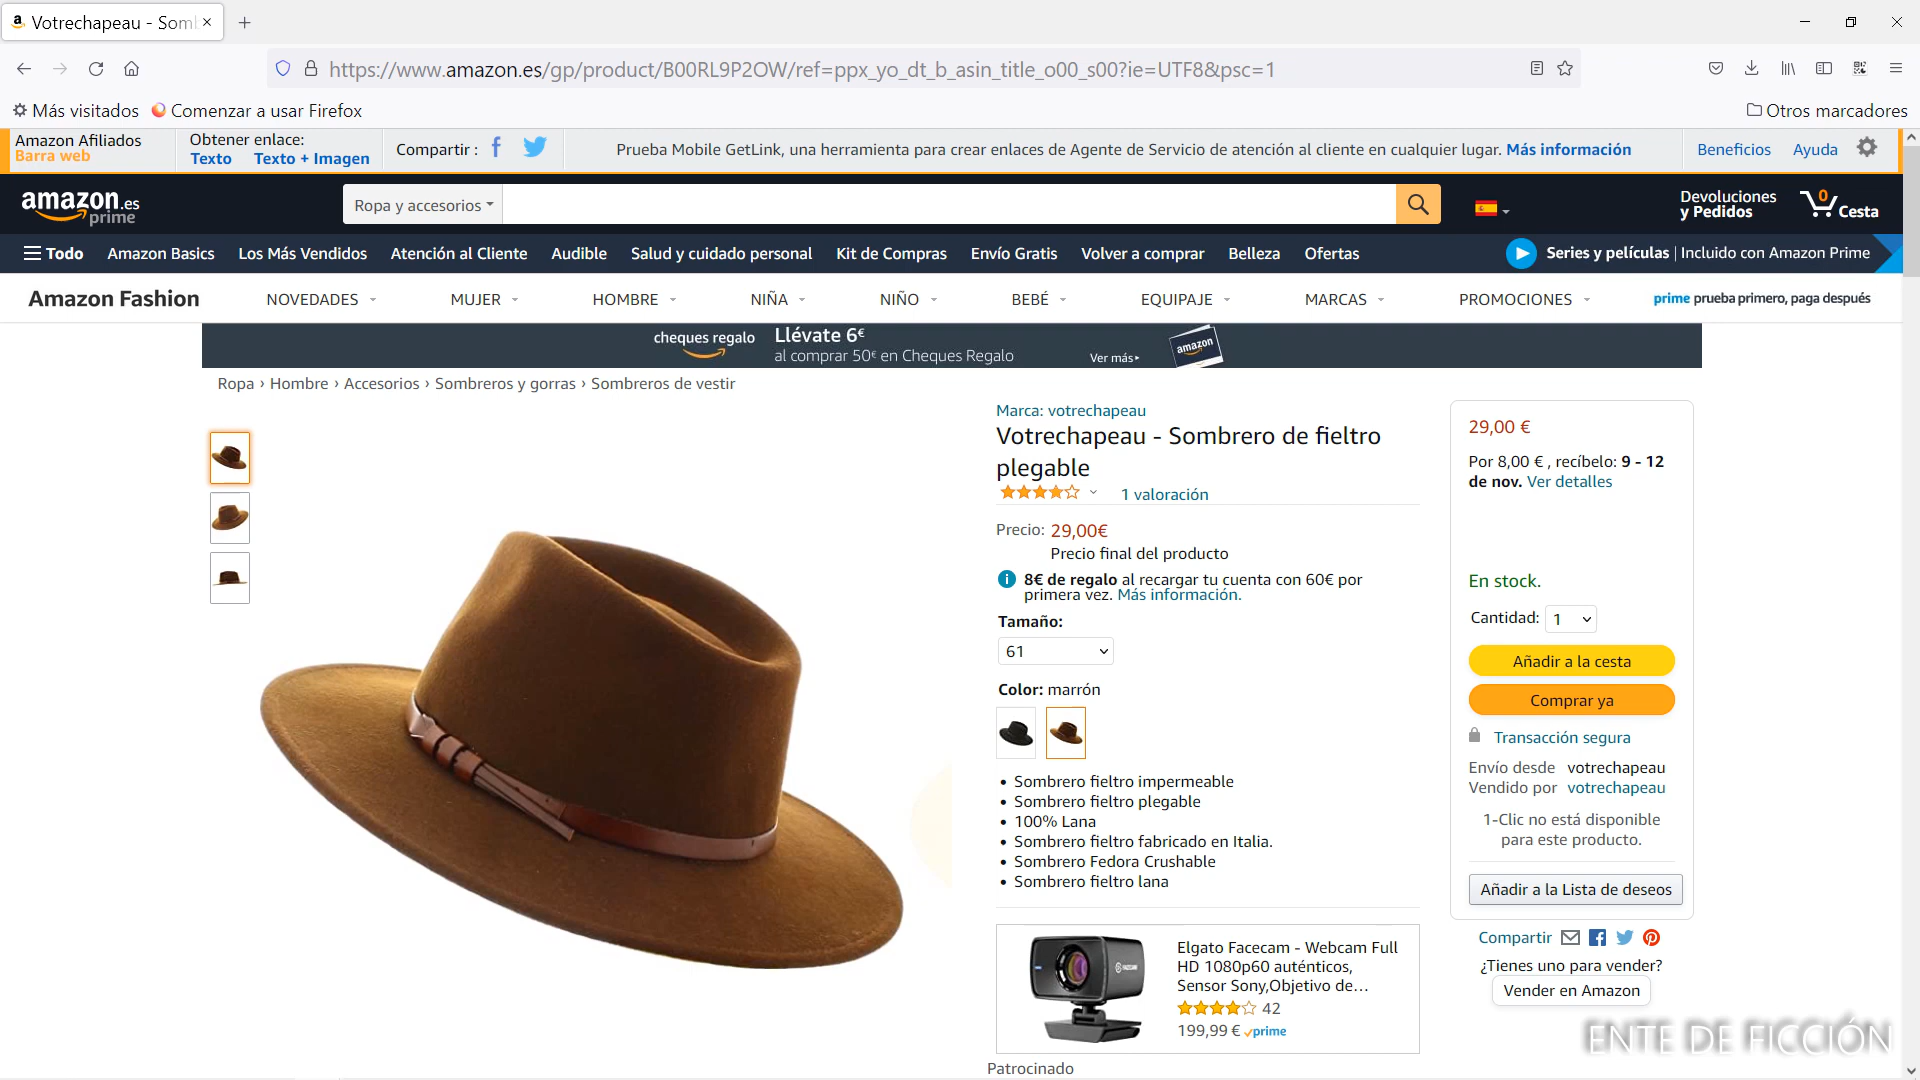 Votrechapeau - Som
https://www.amazon.es/gp/product/B00RL9P2OW/ref=ppx_yo_dt_b_asin_title_o00_s00?ie=UTF8&psc=1
Más visitados Comenzar a usar Firefox Otros marcadores
Amazon Afiliados
Barra web
Obtener enlace:
Texto Texto + Imagen
Compartir :
Prueba Mobile GetLink, una herramienta para crear enlaces de Agente de Servicio de atención al cliente en cualquier lugar. Más información
Beneficios Ayuda
amazon.es
prime
Ropa y accesorios
Devoluciones
y Pedidos
0
Cesta
Todo Amazon Basics Los Más Vendidos Atención al Cliente Audible Salud y cuidado personal Kit de Compras Envío Gratis Volver a comprar Belleza Ofertas
Series y películas | Incluido con Amazon Prime
Amazon Fashion NOVEDADES MUJER HOMBRE NIÑA NIÑO BEBÉ EQUIPAJE MARCAS PROMOCIONES prime prueba primero, paga después
cheques regalo
Llévate 6€
al comprar 50€ en Cheques Regalo
Ver más
amazon
Ropa › Hombre › Accesorios › Sombreros y gorras › Sombreros de vestir
Marca: votrechapeau
Votrechapeau - Sombrero de fieltro
plegable
1 valoración
Precio: 29,00€
Precio final del producto
8€ de regalo al recargar tu cuenta con 60€ por
primera vez. Más información.
Tamaño:
61
Color: marrón
• Sombrero fieltro impermeable
• Sombrero fieltro plegable
• 100% Lana
• Sombrero fieltro fabricado en Italia.
• Sombrero Fedora Crushable
• Sombrero fieltro lana
Elgato Facecam - Webcam Full
HD 1080p60 auténticos,
Sensor Sony,Objetivo de…
42
199,99 € prime
Patrocinado
29,00 €
Por 8,00 € , recíbelo: 9 - 12
de nov. Ver detalles
En stock.
Cantidad: 1
Añadir a la cesta
Comprar ya
Transacción segura
Envío desde votrechapeau
Vendido por votrechapeau
1-Clic no está disponible
para este producto.
Añadir a la Lista de deseos
Compartir
¿Tienes uno para vender?
Vender en Amazon
ENTE DE FICCIÓN